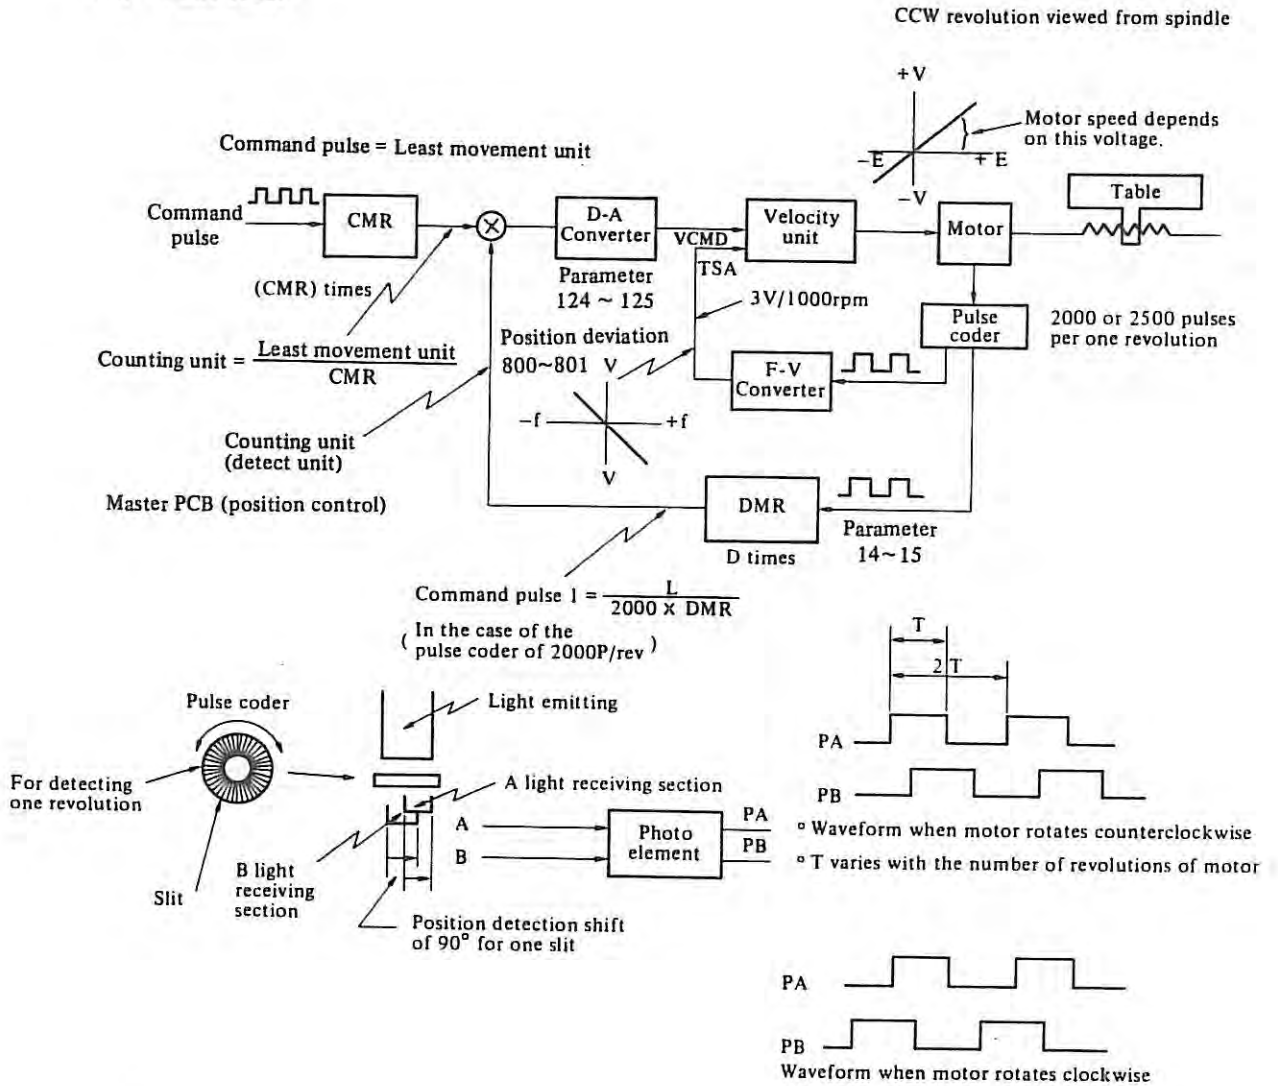 CCW revolution viewed from spindle
+V
Motor speed depends
on this voltage.
−E
+E
−V
Command pulse = Least movement unit
Command
pulse
CMR
D-A
Converter
VCMD
Velocity
unit
Motor
Table
(CMR) times
Parameter
124 ~ 125
TSA
3V/1000rpm
Pulse
coder
2000 or 2500 pulses
per one revolution
Counting unit = Least movement unit
CMR
Position deviation
800~801
V
F-V
Converter
−f
+f
V
Counting unit
(detect unit)
Master PCB (position control)
DMR
D times
Parameter
14~15
Command pulse 1 = L
2000 X DMR
( In the case of the
pulse coder of 2000P/rev )
T
2 T
Pulse coder
Light emitting
PA
For detecting
one revolution
A light receiving section
PB
A
B
Photo
element
PA
PB
▫ Waveform when motor rotates counterclockwise
▫ T varies with the number of revolutions of motor
Slit
B light
receiving
section
Position detection shift
of 90° for one slit
PA
PB
Waveform when motor rotates clockwise